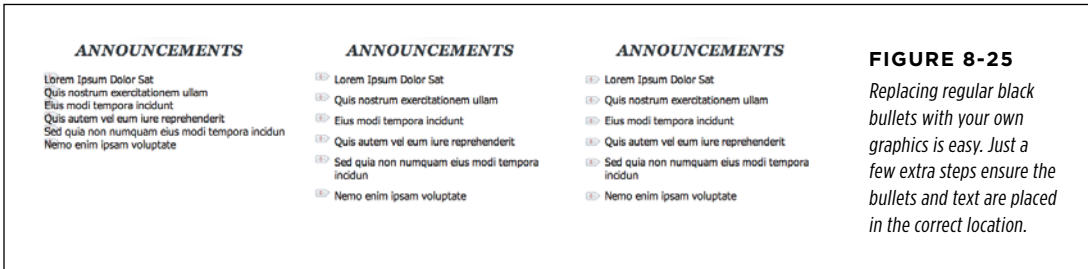 ANNOUNCEMENTS
Lorem Ipsum Dolor Sat
Quis nostrum exercitationem ullam
Eius modi tempora incidunt
Quis autem vel eum iure reprehenderit
Sed quia non numquam eius modi tempora incidun
Nemo enim ipsam voluptate
ANNOUNCEMENTS
Lorem Ipsum Dolor Sat
Quis nostrum exercitationem ullam
Eius modi tempora incidunt
Quis autem vel eum iure reprehenderit
Sed quia non numquam eius modi tempora
incidun
Nemo enim ipsam voluptate
ANNOUNCEMENTS
Lorem Ipsum Dolor Sat
Quis nostrum exercitationem ullam
Eius modi tempora incidunt
Quis autem vel eum iure reprehenderit
Sed quia non numquam eius modi tempora
incidun
Nemo enim ipsam voluptate
FIGURE 8-25
Replacing regular black
bullets with your own
graphics is easy. Just a
few extra steps ensure the
bullets and text are placed
in the correct location.